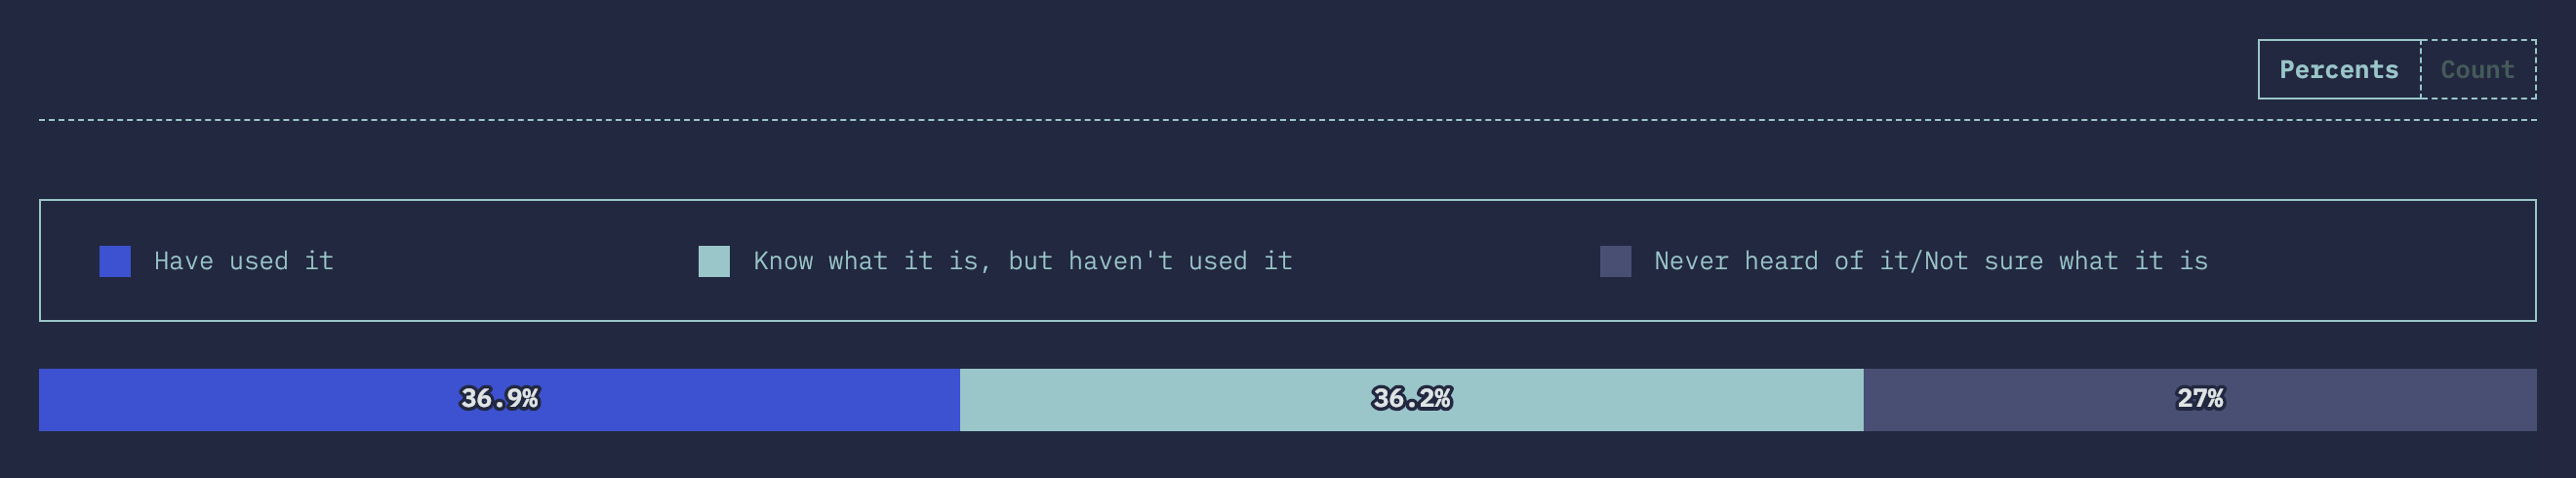 Percents Count
Have used it Know what it is, but haven't used it Never heard of it/Not sure what it is
36.9% 36.2% 27%